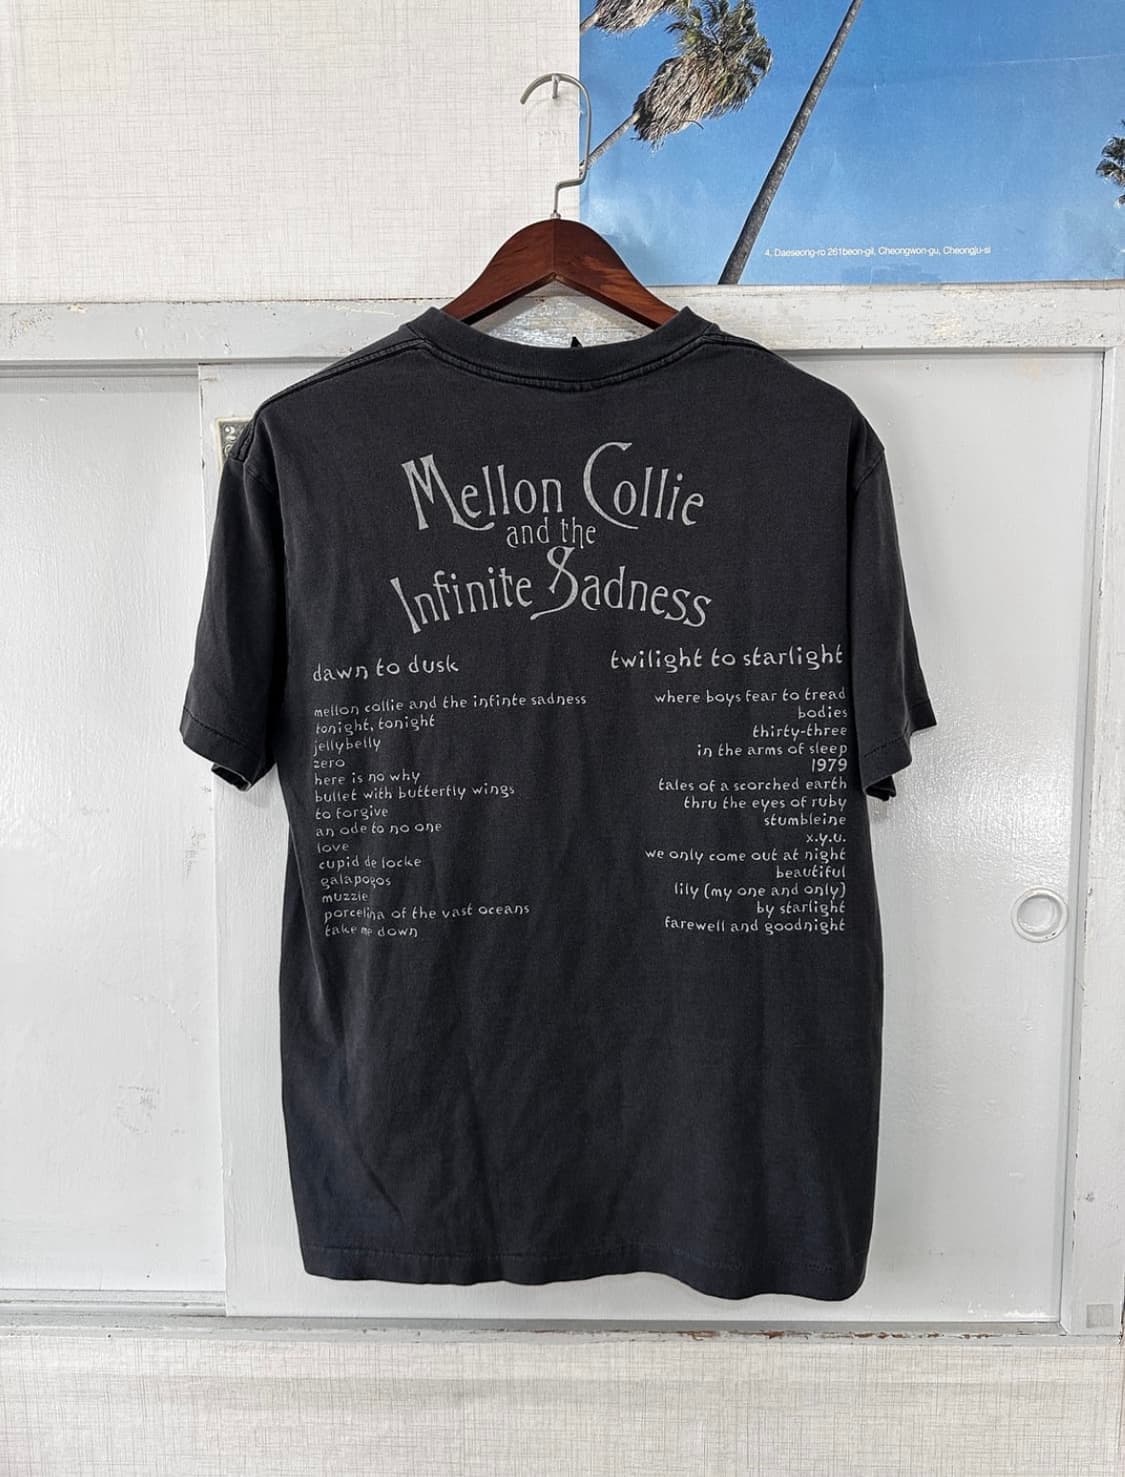 4, Daeseong-ro 261beon-gil, Cheongwon-gu, Cheongju-si
2
Mellon Collie
and the
Infinite Sadness
dawn to dusk
mellon collie and the infinte sadness
tonight, tonight
jellybelly
zero
here is no why
bullet with butterfly wings
to forgive
an ode to no one
love
cupid de locke
galapogos
muzzle
porcelina of the vast oceans
take me down
twilight to starlight
where boys fear to tread
bodies
thirty-three
in the arms of sleep
1979
tales of a scorched earth
thru the eyes of ruby
stumbleine
x.y.u.
we only come out at night
beautiful
lily (my one and only)
by starlight
farewell and goodnight